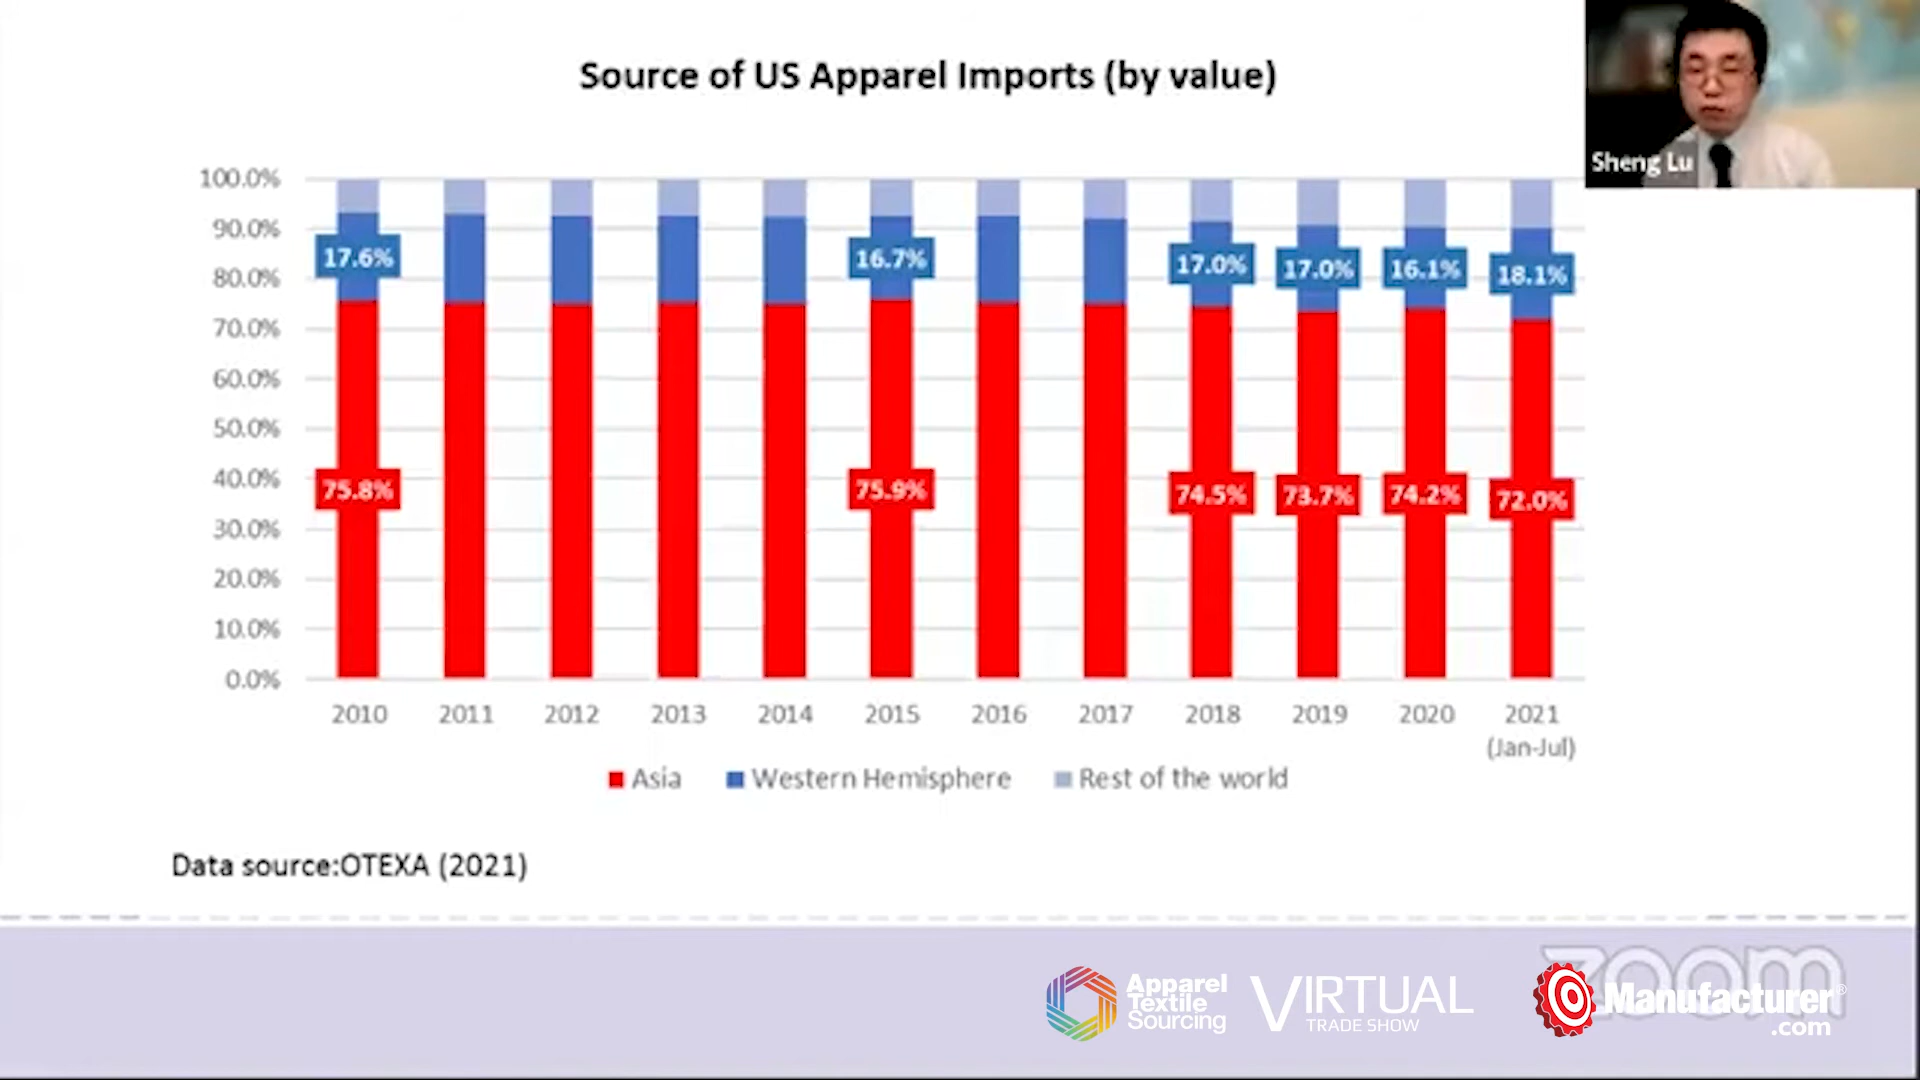 Source of US Apparel Imports (by value)
Sheng Lu
100.0%
90.0%
80.0%
70.0%
60.0%
50.0%
40.0%
30.0%
20.0%
10.0%
0.0%
17.6% 16.7% 17.0% 17.0% 16.1% 18.1%
75.8% 75.9% 74.5% 73.7% 74.2% 72.0%
2010 2011 2012 2013 2014 2015 2016 2017 2018 2019 2020 2021
(Jan-Jul)
Asia Western Hemisphere Rest of the world
Data source:OTEXA (2021)
zoom
Apparel
Textile
Sourcing
VIRTUAL
TRADE SHOW
Manufacturer®
.com